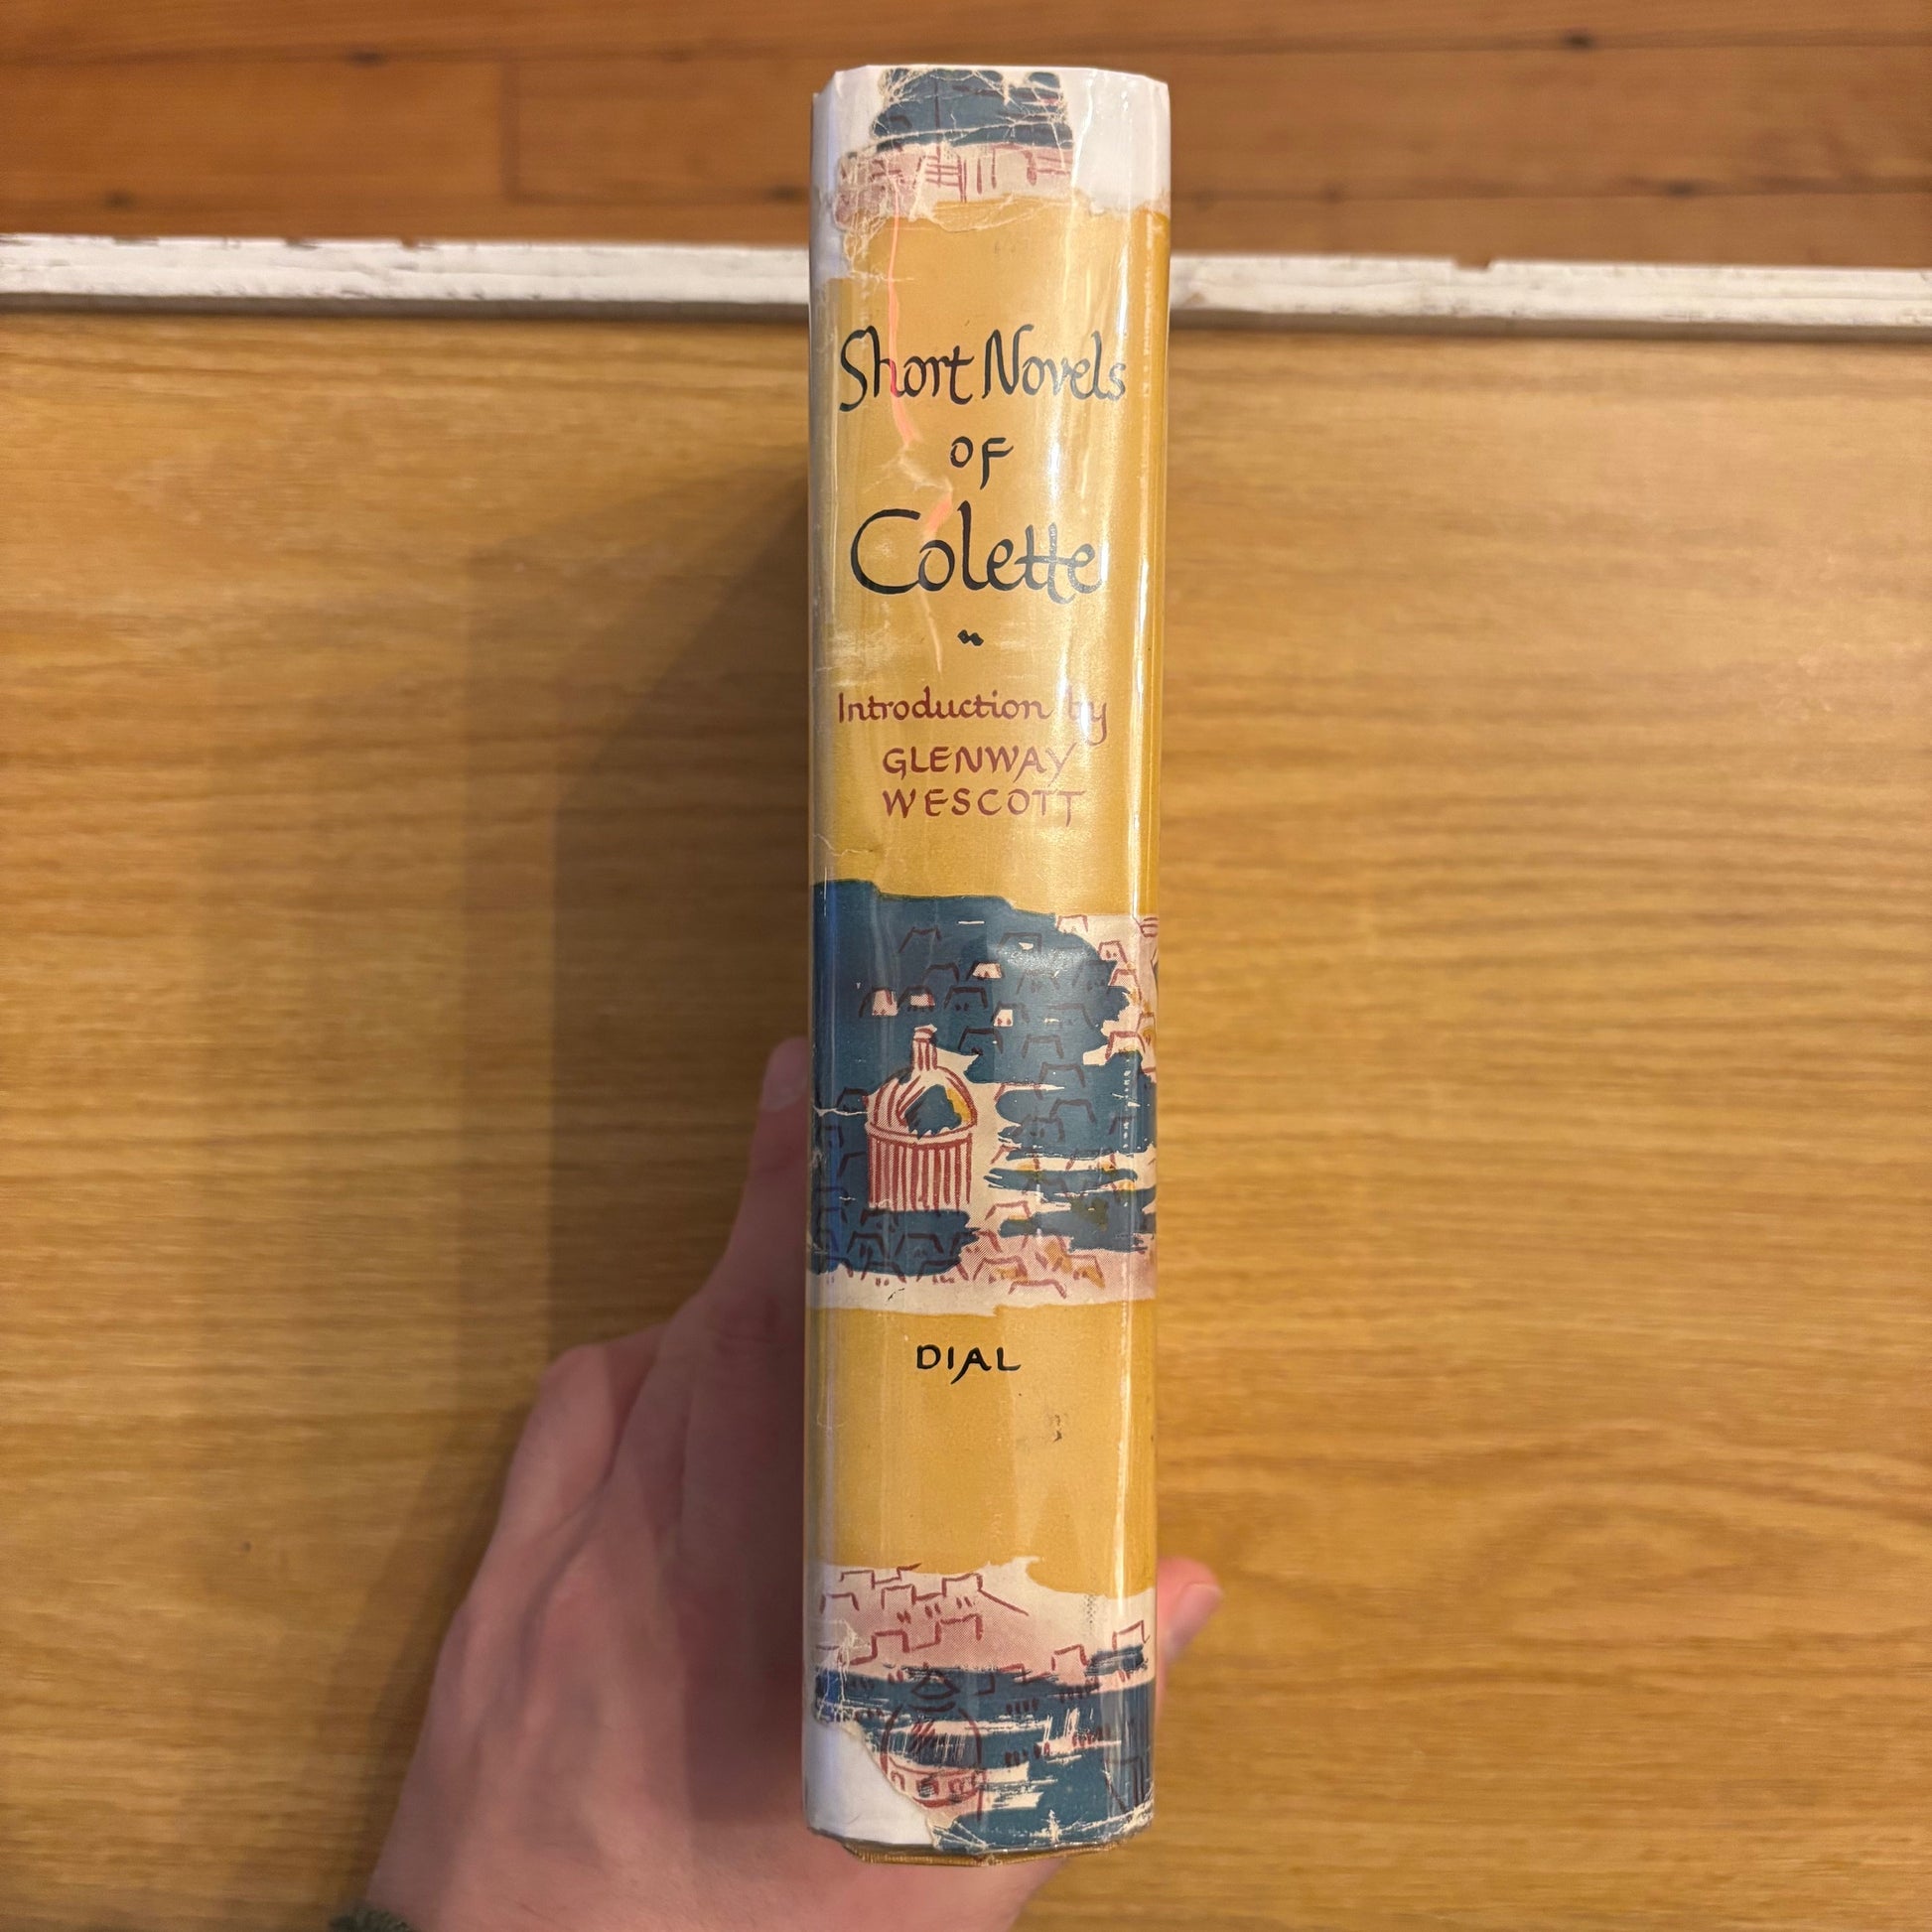 Short Novels
OF
Colette
Introduction by
GLENWAY
WESCOTT
DIAL